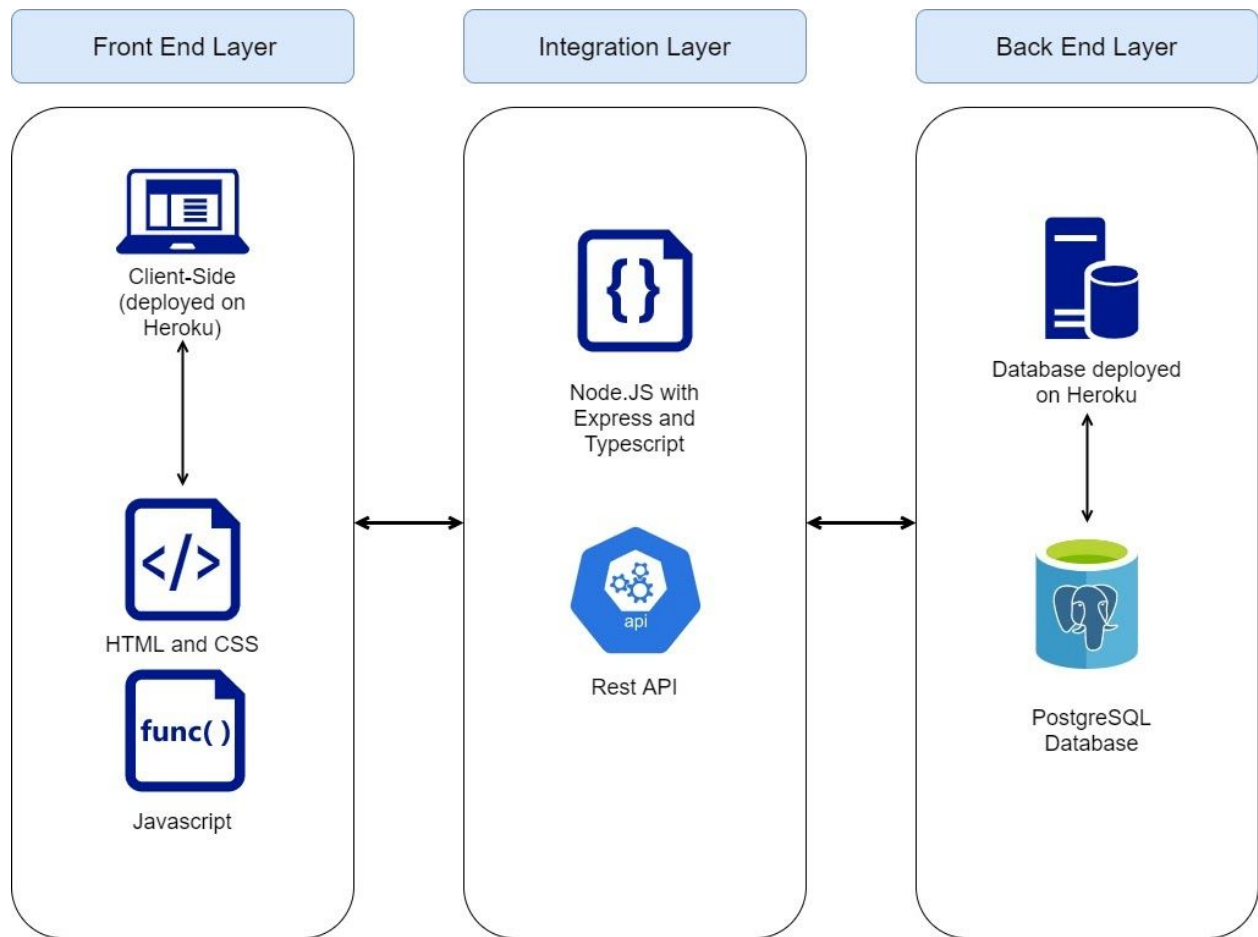 Front End Layer
Integration Layer
Back End Layer
Client-Side
(deployed on
Heroku)
</>
HTML and CSS
func( )
Javascript
{ }
Node.JS with
Express and
Typescript
api
Rest API
Database deployed
on Heroku
PostgreSQL
Database